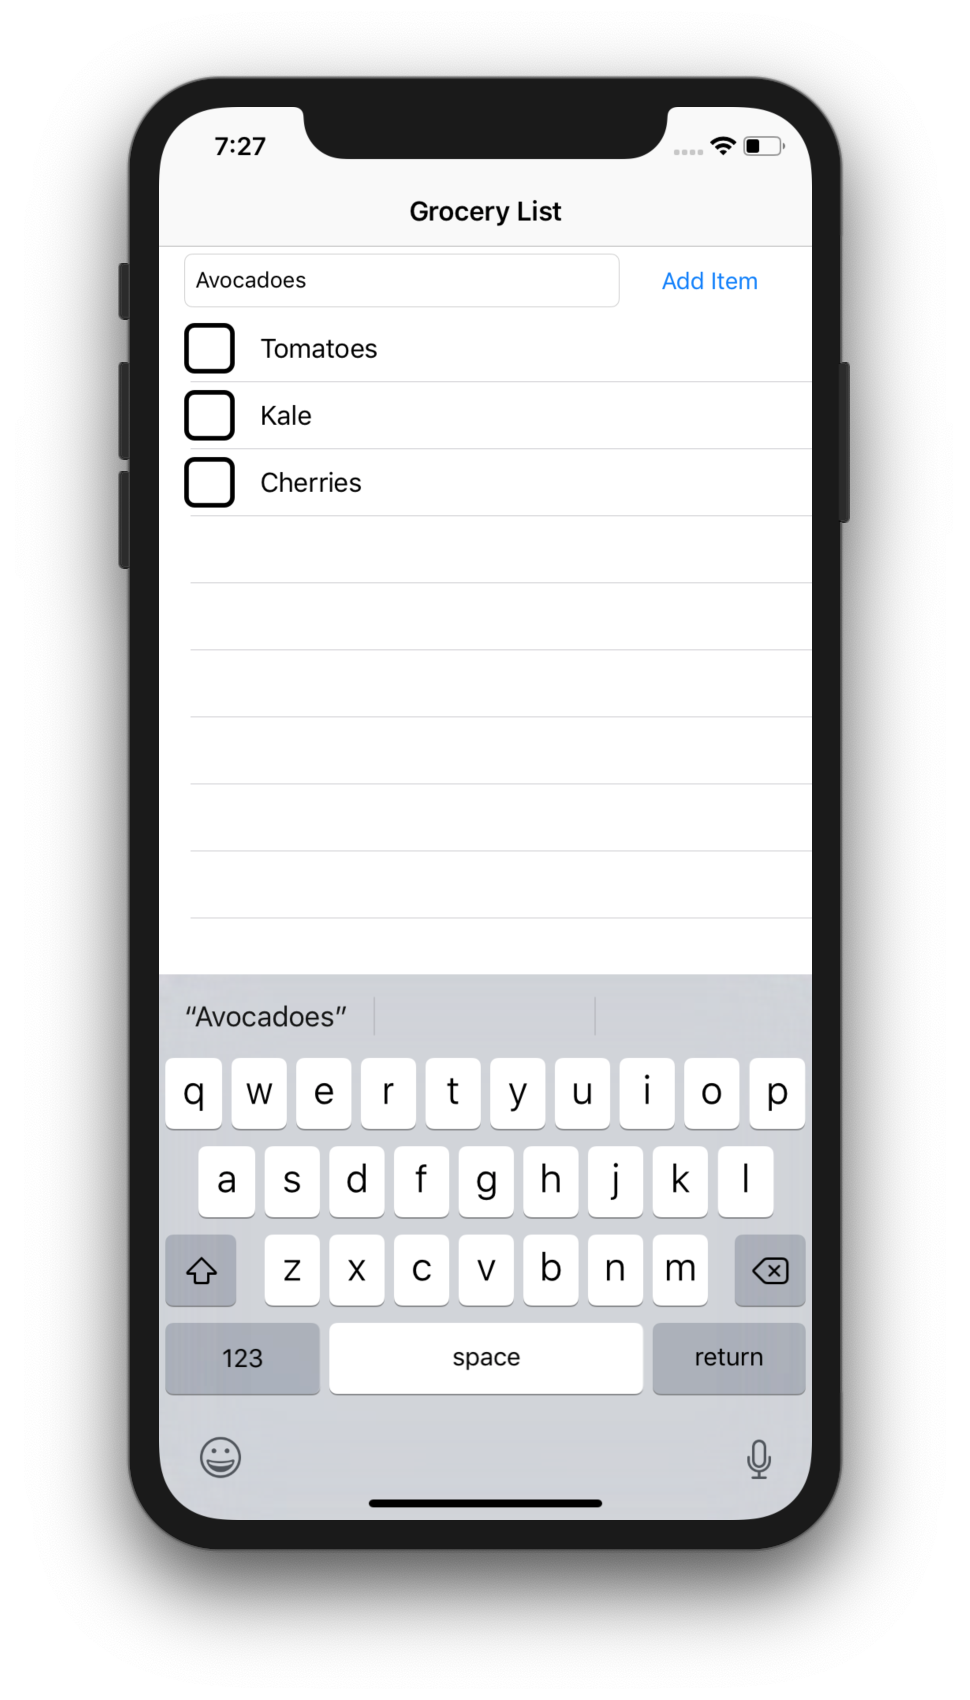 7:27
Grocery List
Avocadoes Add Item
Tomatoes
Kale
Cherries
“Avocadoes”
q w e r t y u i o p
a s d f g h j k l
z x c v b n m
123 space return